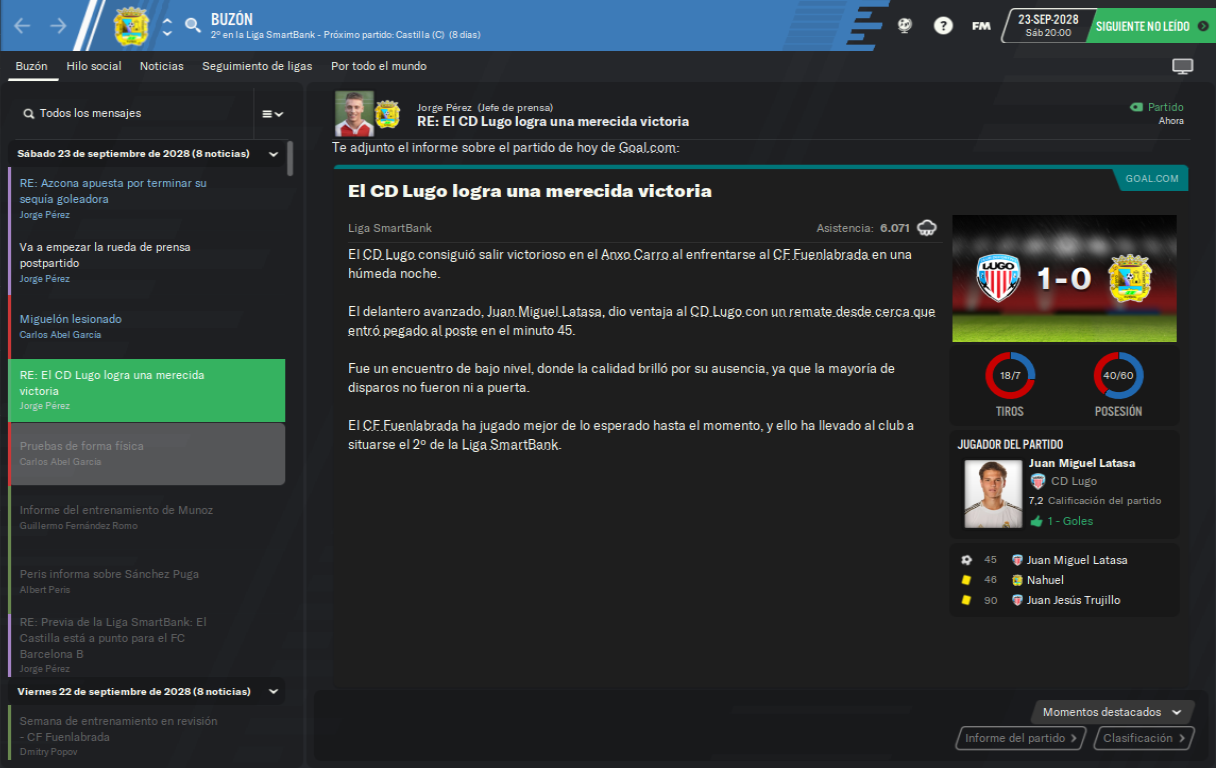 BUZÓN
2º en la Liga SmartBank - Próximo partido: Castilla (C) (8 días)
?
FM
23-SEP-2028
Sáb 20:00
SIGUIENTE NO LEÍDO
Buzón Hilo social Noticias Seguimiento de ligas Por todo el mundo
Todos los mensajes
Sábado 23 de septiembre de 2028 (8 noticias)
RE: Azcona apuesta por terminar su
sequía goleadora
Jorge Pérez
Va a empezar la rueda de prensa
postpartido
Jorge Pérez
Miguelón lesionado
Carlos Abel García
RE: El CD Lugo logra una merecida
victoria
Jorge Pérez
Pruebas de forma física
Carlos Abel García
Informe del entrenamiento de Munoz
Guillermo Fernández Romo
Peris informa sobre Sánchez Puga
Albert Peris
RE: Previa de la Liga SmartBank: El
Castilla está a punto para el FC
Barcelona B
Jorge Pérez
Viernes 22 de septiembre de 2028 (8 noticias)
Semana de entrenamiento en revisión
- CF Fuenlabrada
Dmitry Popov
Jorge Pérez (Jefe de prensa)
RE: El CD Lugo logra una merecida victoria
Partido
Ahora
Te adjunto el informe sobre el partido de hoy de Goal.com:
GOAL.COM
El CD Lugo logra una merecida victoria
Liga SmartBank
Asistencia: 6.071
El CD Lugo consiguió salir victorioso en el Anxo Carro al enfrentarse al CF Fuenlabrada en una
húmeda noche.
El delantero avanzado, Juan Miguel Latasa, dio ventaja al CD Lugo con un remate desde cerca que
entró pegado al poste en el minuto 45.
Fue un encuentro de bajo nivel, donde la calidad brilló por su ausencia, ya que la mayoría de
disparos no fueron ni a puerta.
El CF Fuenlabrada ha jugado mejor de lo esperado hasta el momento, y ello ha llevado al club a
situarse el 2º de la Liga SmartBank.
LUGO
1-0
18/7
40/60
TIROS
POSESIÓN
JUGADOR DEL PARTIDO
Juan Miguel Latasa
CD Lugo
7,2 Calificación del partido
1 - Goles
45 Juan Miguel Latasa
46 Nahuel
90 Juan Jesús Trujillo
Momentos destacados
Informe del partido
Clasificación